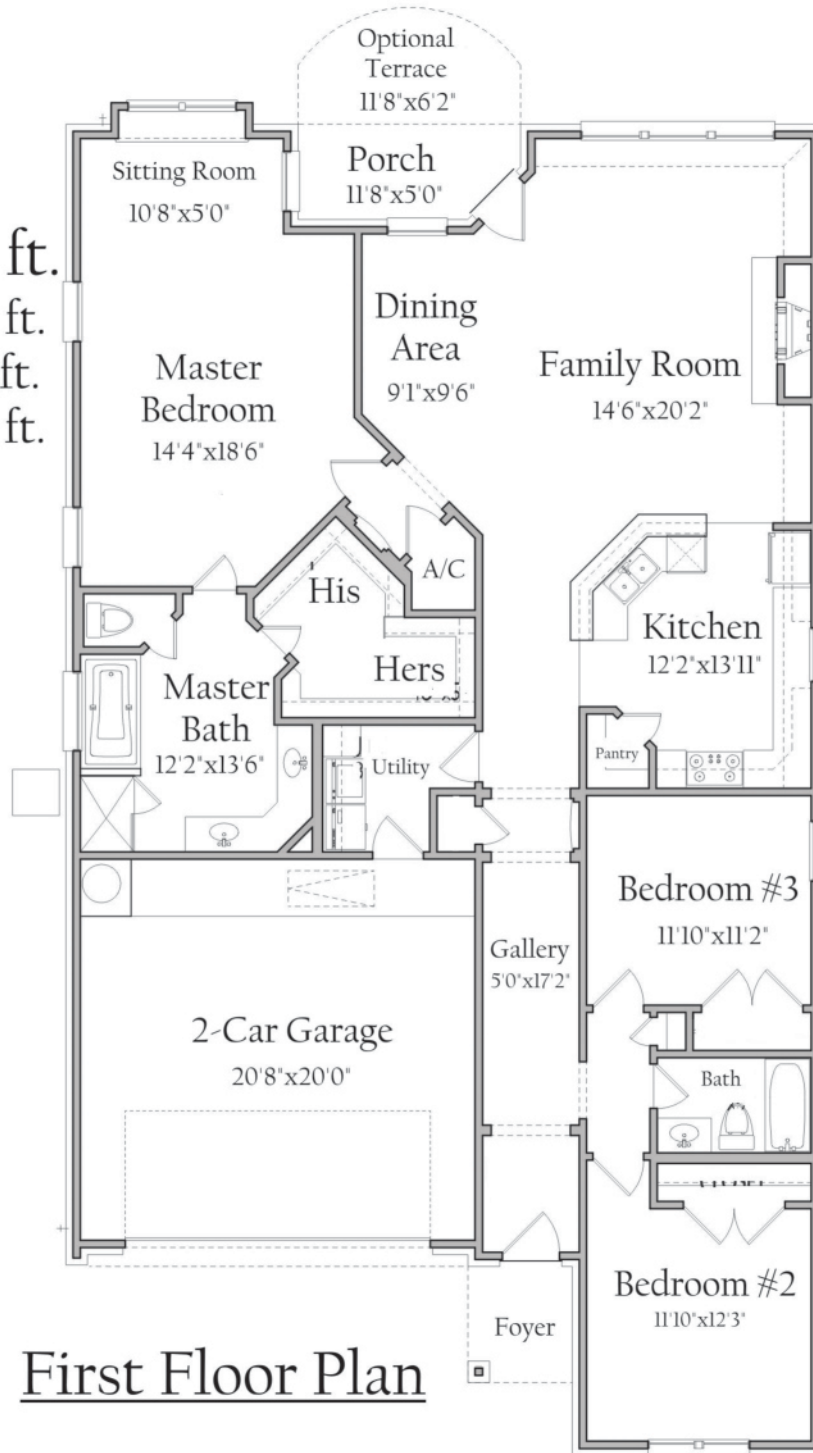 Optional
Terrace
11'8"x6'2"
Porch
11'8"x5'0"
Sitting Room
10'8"x5'0"
ft.
ft.
ft.
ft.
Dining
Area
9'1"x9'6"
Family Room
14'6"x20'2"
Master
Bedroom
14'4"x18'6"
A/C
His
Hers
Kitchen
12'2"x13'11"
Master
Bath
12'2"x13'6"
Utility
Pantry
Bedroom #3
11'10"x11'2"
Gallery
5'0"x17'2"
2-Car Garage
20'8"x20'0"
Bath
Bedroom #2
11'10"x12'3"
Foyer
First Floor Plan